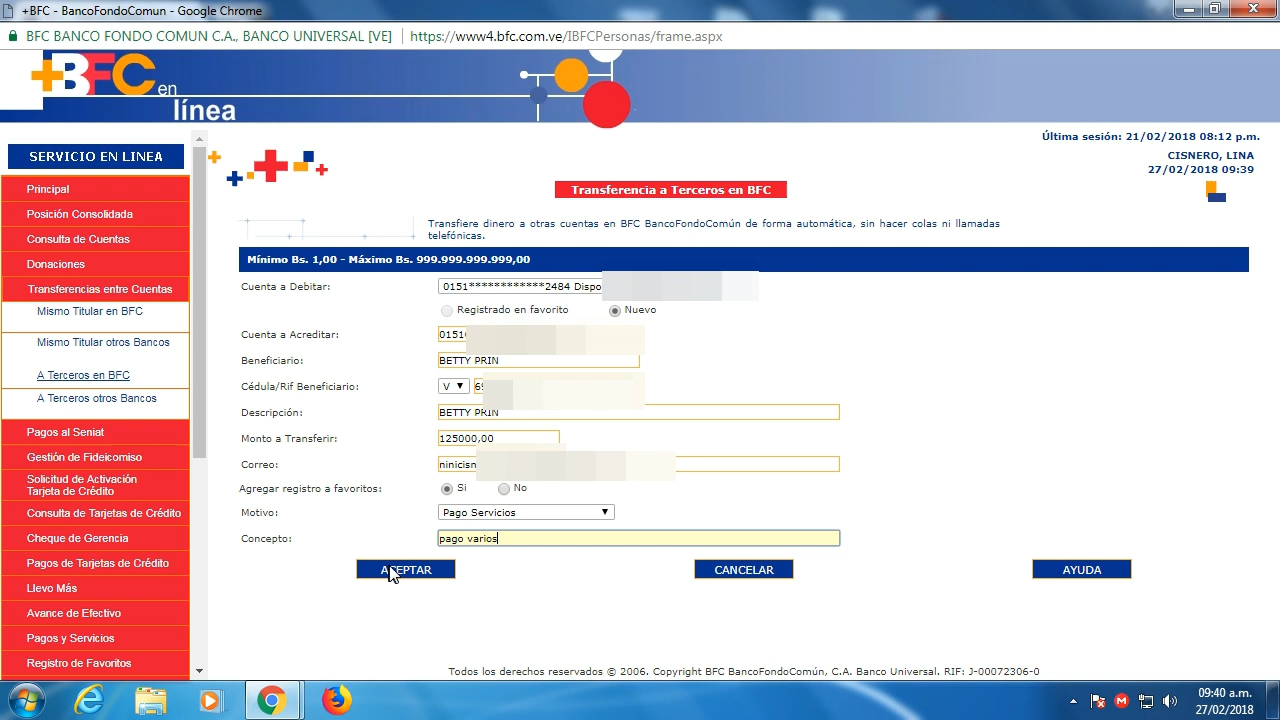 +BFC - BancoFondoComun - Google Chrome
BFC BANCO FONDO COMUN C.A., BANCO UNIVERSAL [VE] https://www4.bfc.com.ve/IBFCPersonas/frame.aspx
+BFC en
línea
Última sesión: 21/02/2018 08:12 p.m.
SERVICIO EN LINEA
CISNERO, LINA
27/02/2018 09:39
Transferencia a Terceros en BFC
Principal
Posición Consolidada
Consulta de Cuentas
Donaciones
Transferencias entre Cuentas
Mismo Titular en BFC
Mismo Titular otros Bancos
A Terceros en BFC
A Terceros otros Bancos
Pagos al Seniat
Gestión de Fideicomiso
Solicitud de Activación
Tarjeta de Crédito
Consulta de Tarjetas de Crédito
Cheque de Gerencia
Pagos de Tarjetas de Crédito
Llevo Más
Avance de Efectivo
Pagos y Servicios
Registro de Favoritos
Transfiere dinero a otras cuentas en BFC BancoFondoComún de forma automática, sin hacer colas ni llamadas
telefónicas.
Mínimo Bs. 1,00 - Máximo Bs. 999.999.999.999,00
Cuenta a Debitar: 0151************2484 Dispo
Registrado en favorito Nuevo
Cuenta a Acreditar: 0151
Beneficiario: BETTY PRIN
Cédula/Rif Beneficiario: V 69
Descripción: BETTY PRIN
Monto a Transferir: 125000,00
Correo: ninicism
Agregar registro a favoritos: Si No
Motivo: Pago Servicios
Concepto: pago varios
ACEPTAR CANCELAR AYUDA
Todos los derechos reservados © 2006. Copyright BFC BancoFondoComún, C.A. Banco Universal. RIF: J-00072306-0
09:40 a.m.
27/02/2018